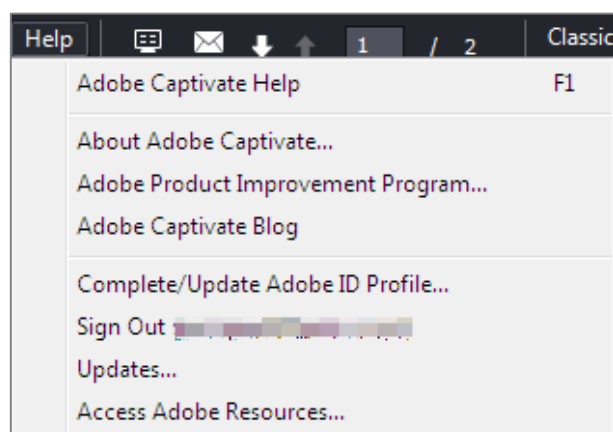 Help 1 / 2 Classic
Adobe Captivate Help F1
About Adobe Captivate...
Adobe Product Improvement Program...
Adobe Captivate Blog
Complete/Update Adobe ID Profile...
Sign Out
Updates...
Access Adobe Resources...